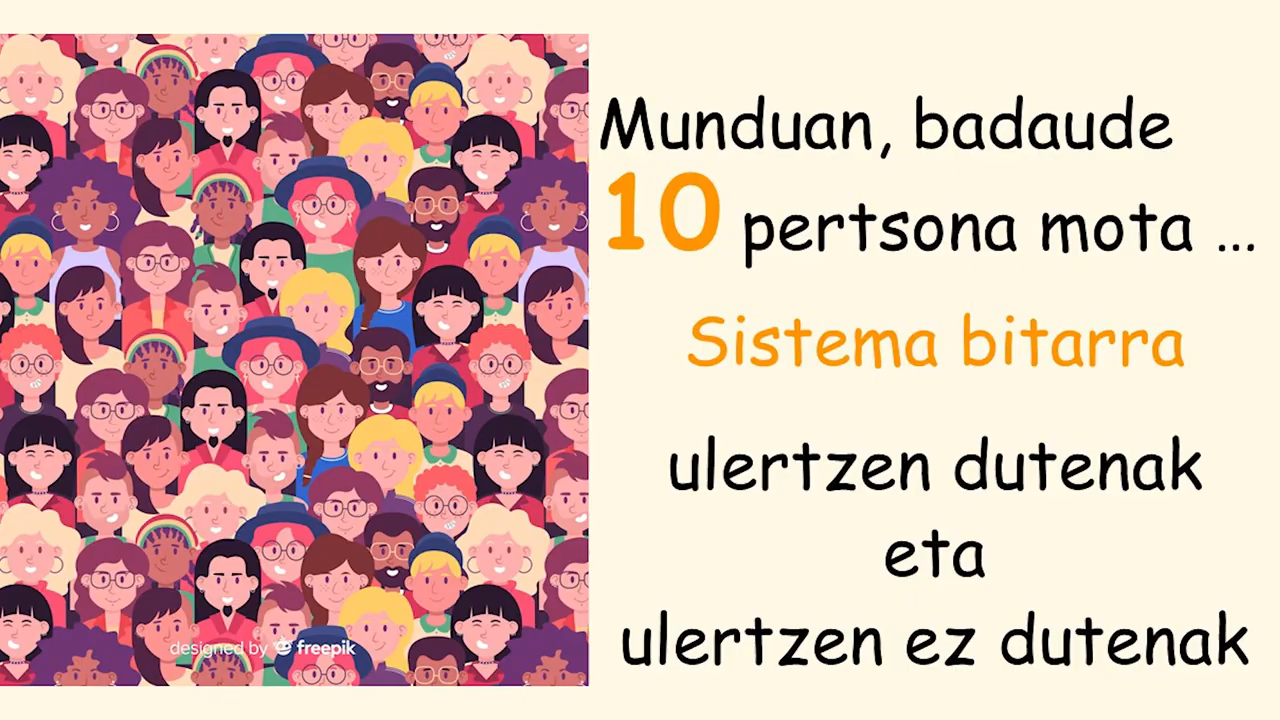 Munduan, badaude
10 pertsona mota ...
Sistema bitarra
ulertzen dutenak
eta
ulertzen ez dutenak
designed by freepik